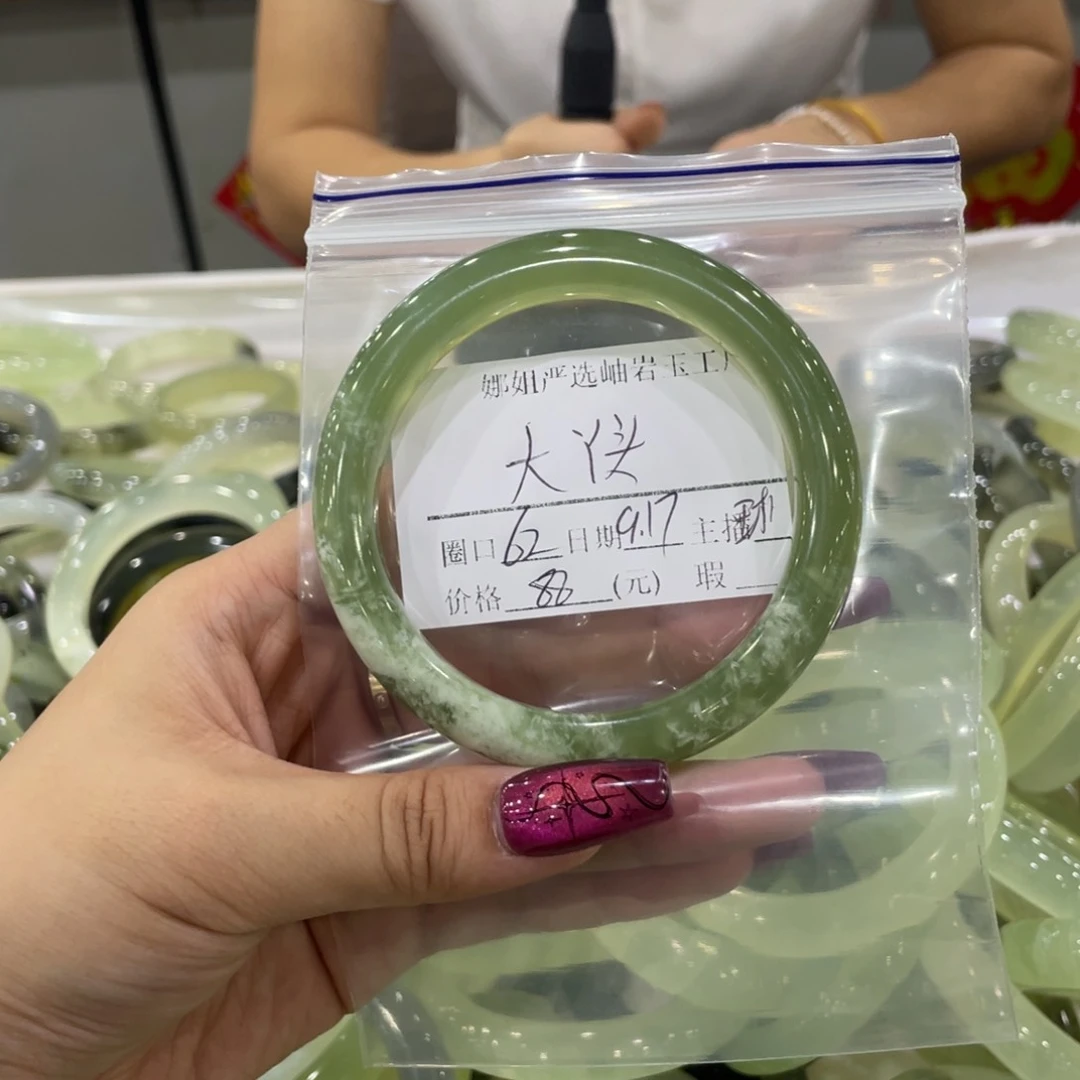 娜姐严选岫岩玉工厂
大侠
圈口 62 日期 9.17 主播
价格 88 (元) 瑕